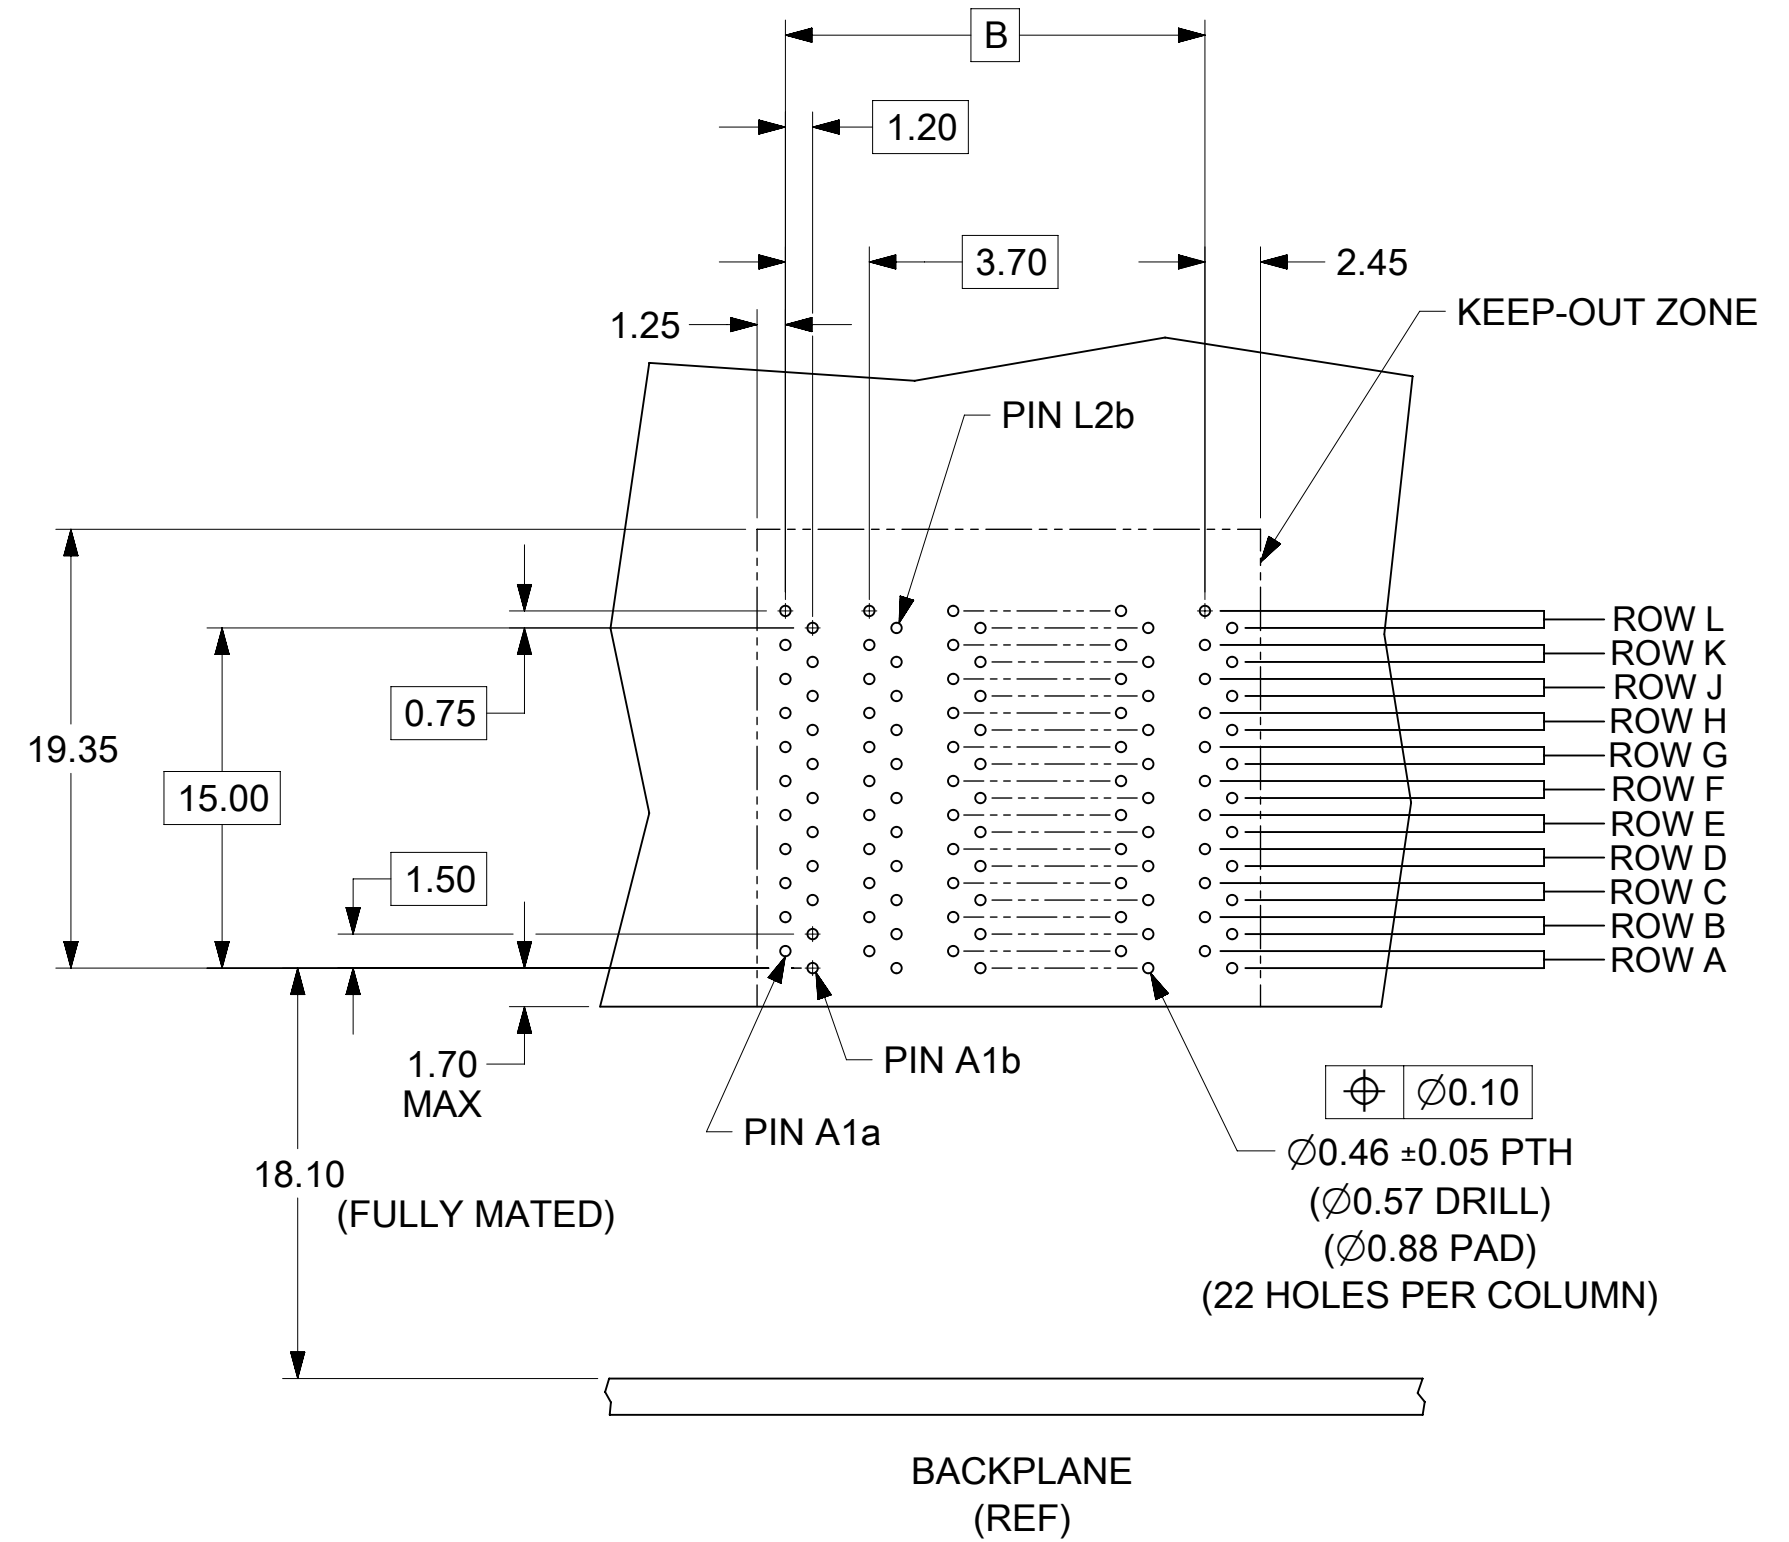 B
1.20
3.70
2.45
1.25
KEEP-OUT ZONE
PIN L2b
ROW L
ROW K
0.75
ROW J
ROW H
19.35
ROW G
15.00
ROW F
ROW E
1.50
ROW D
ROW C
ROW B
ROW A
1.70
MAX
PIN A1b
⌖ ∅0.10
PIN A1a
∅0.46 ±0.05 PTH
18.10
(FULLY MATED)
(∅0.57 DRILL)
(∅0.88 PAD)
(22 HOLES PER COLUMN)
BACKPLANE
(REF)